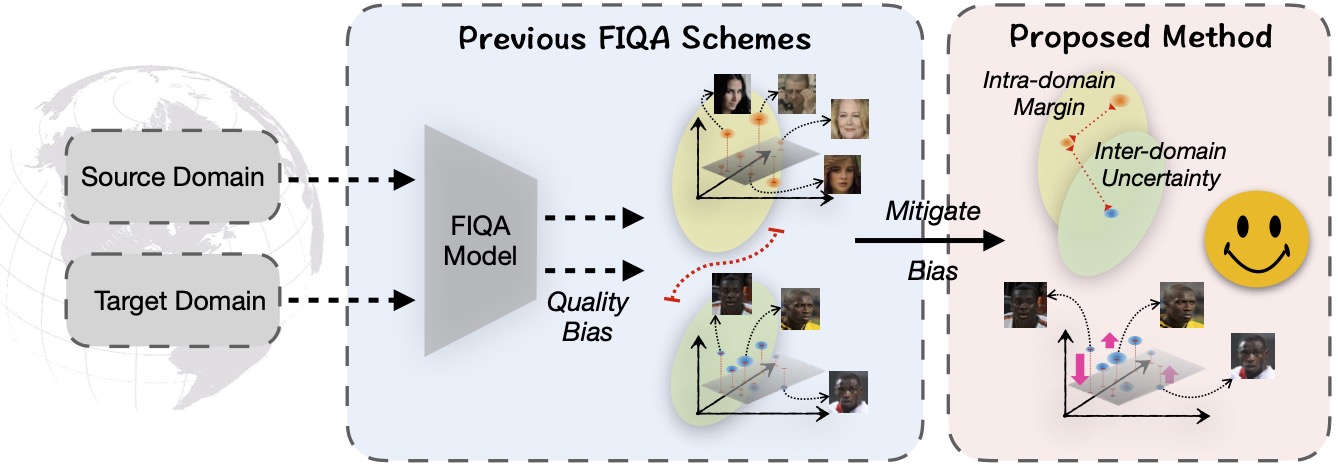 Previous FIQA Schemes
Proposed Method
Source Domain
Target Domain
FIQA
Model
Quality
Bias
Mitigate
Bias
Intra-domain
Margin
Inter-domain
Uncertainty